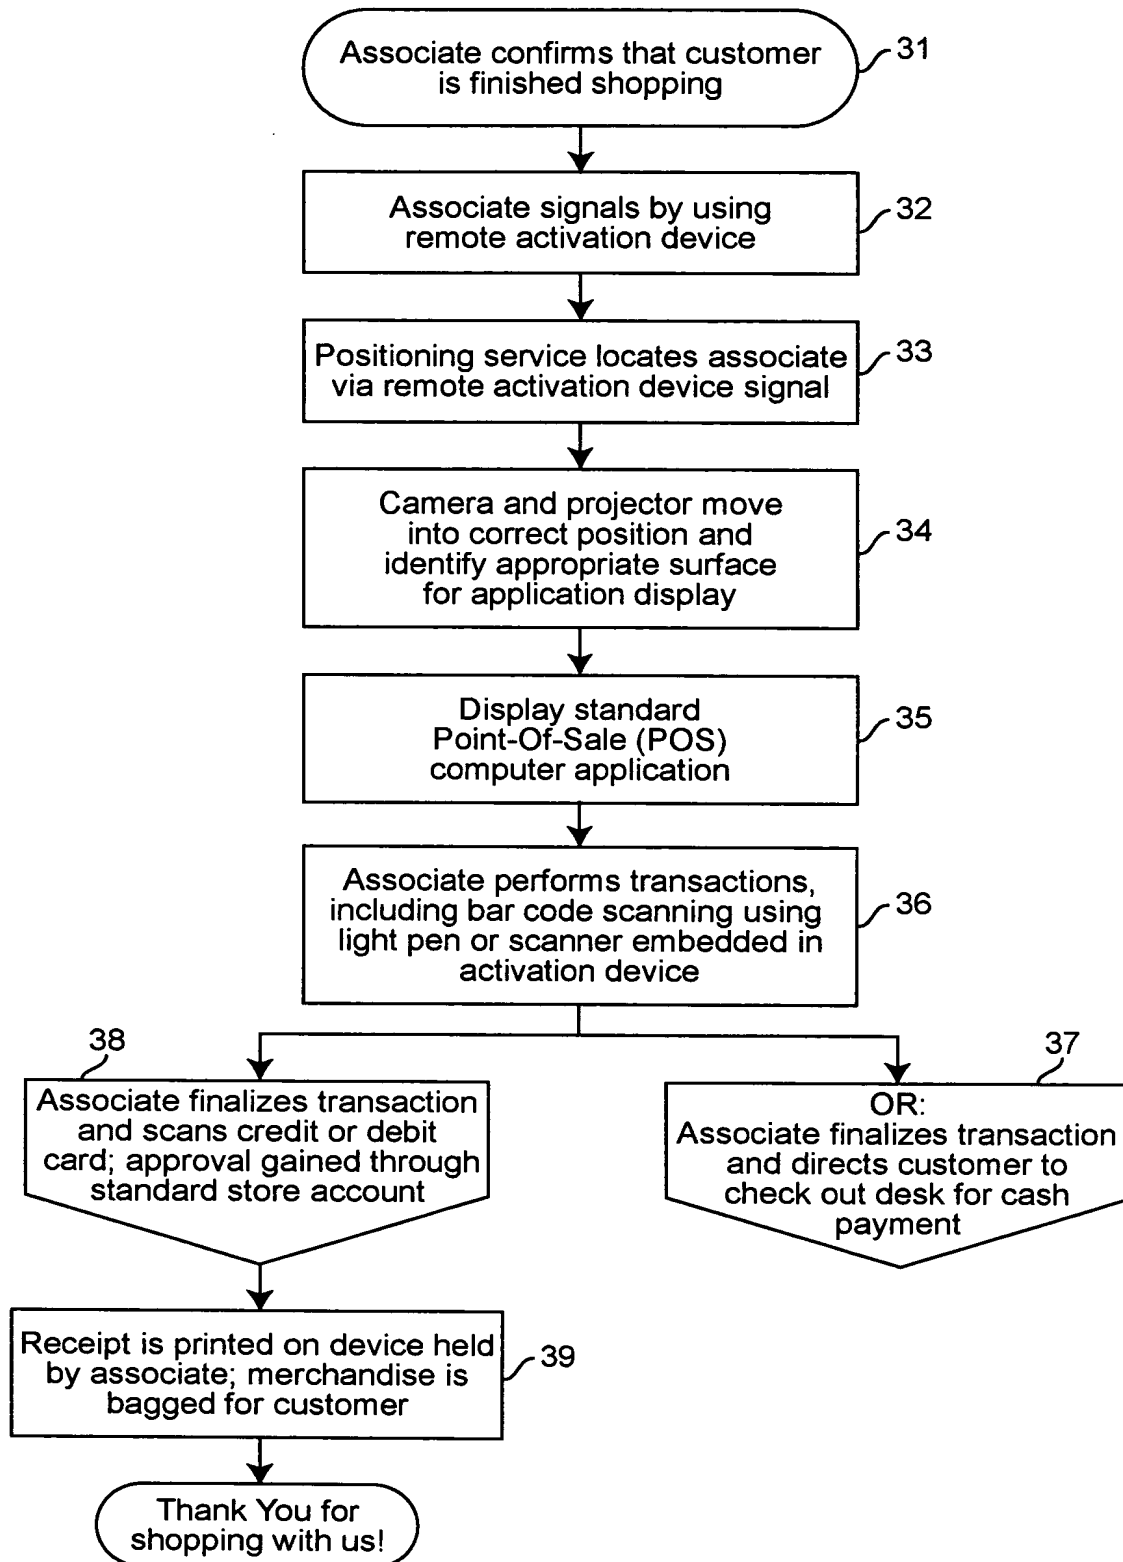 Associate confirms that customer
is finished shopping
31
Associate signals by using
remote activation device
32
Positioning service locates associate
via remote activation device signal
33
Camera and projector move
into correct position and
identify appropriate surface
for application display
34
Display standard
Point-Of-Sale (POS)
computer application
35
Associate performs transactions,
including bar code scanning using
light pen or scanner embedded in
activation device
36
38
Associate finalizes transaction
and scans credit or debit
card; approval gained through
standard store account
37
OR:
Associate finalizes transaction
and directs customer to
check out desk for cash
payment
Receipt is printed on device held
by associate; merchandise is
bagged for customer
39
Thank You for
shopping with us!